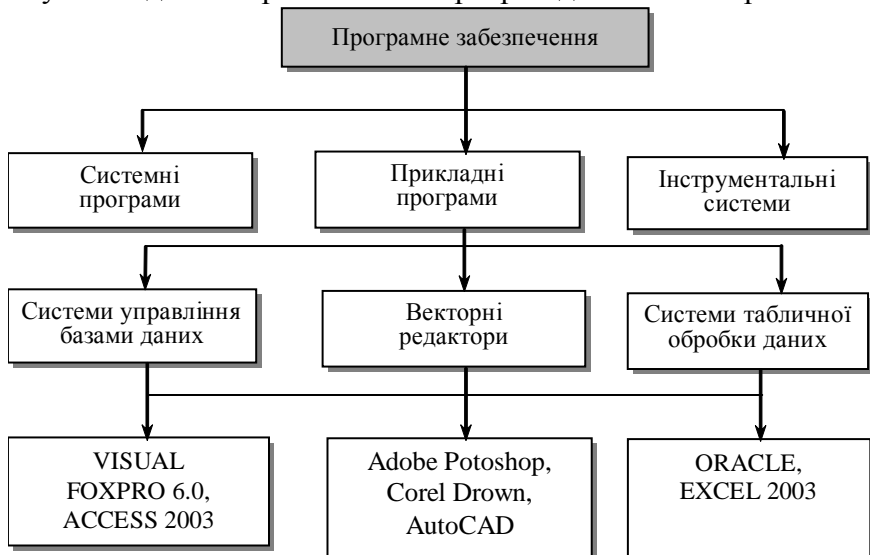 Програмне забезпечення
Системні
програми
Прикладні
програми
Інструментальні
системи
Системи управління
базами даних
Векторні
редактори
Системи табличної
обробки даних
VISUAL
FOXPRO 6.0,
ACCESS 2003
Adobe Potoshop,
Corel Drown,
AutoCAD
ORACLE,
EXCEL 2003